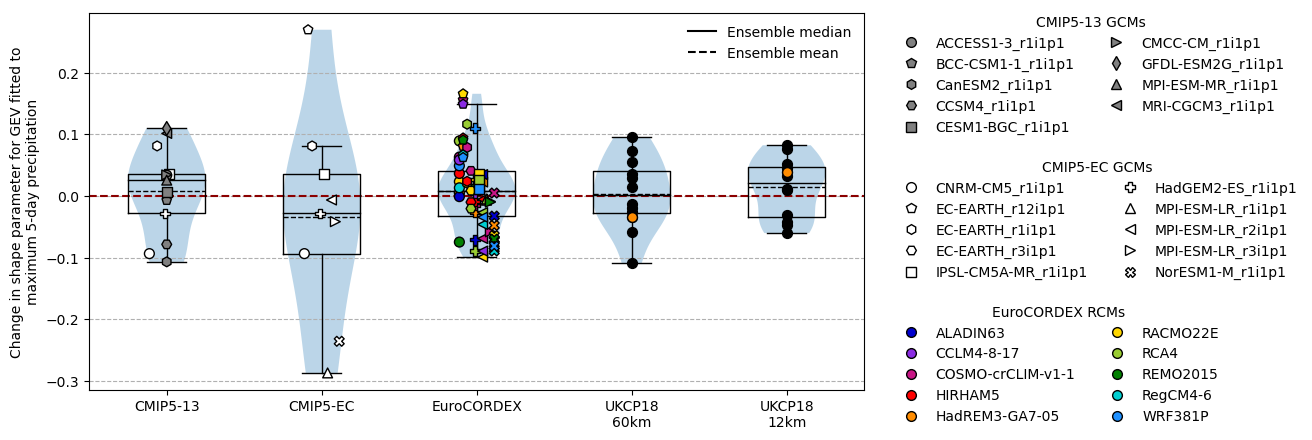 Change in shape parameter for GEV fitted to
maximum 5-day precipitation
0.2
0.1
0.0
−0.1
−0.2
−0.3
CMIP5-13
CMIP5-EC
EuroCORDEX
UKCP18
60km
UKCP18
12km
Ensemble median
Ensemble mean
CMIP5-13 GCMs
ACCESS1-3_r1i1p1
BCC-CSM1-1_r1i1p1
CanESM2_r1i1p1
CCSM4_r1i1p1
CESM1-BGC_r1i1p1
CMCC-CM_r1i1p1
GFDL-ESM2G_r1i1p1
MPI-ESM-MR_r1i1p1
MRI-CGCM3_r1i1p1
CMIP5-EC GCMs
CNRM-CM5_r1i1p1
EC-EARTH_r12i1p1
EC-EARTH_r1i1p1
EC-EARTH_r3i1p1
IPSL-CM5A-MR_r1i1p1
HadGEM2-ES_r1i1p1
MPI-ESM-LR_r1i1p1
MPI-ESM-LR_r2i1p1
MPI-ESM-LR_r3i1p1
NorESM1-M_r1i1p1
EuroCORDEX RCMs
ALADIN63
CCLM4-8-17
COSMO-crCLIM-v1-1
HIRHAM5
HadREM3-GA7-05
RACMO22E
RCA4
REMO2015
RegCM4-6
WRF381P